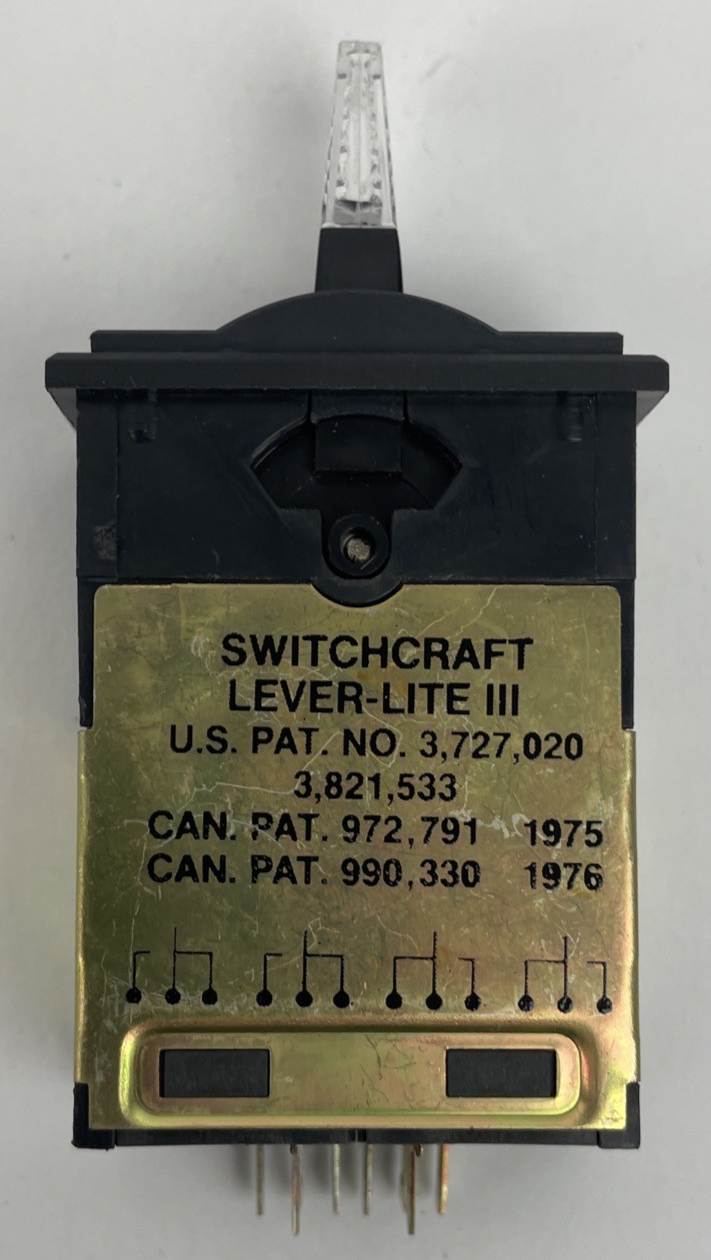 SWITCHCRAFT
LEVER-LITE III
U.S. PAT. NO. 3,727,020
3,821,533
CAN. PAT. 972,791 1975
CAN. PAT. 990,330 1976